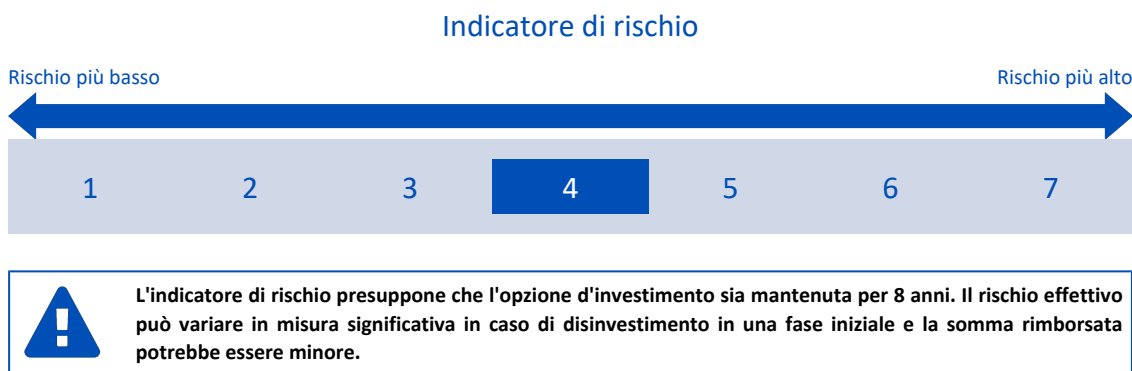 Indicatore di rischio
Rischio più basso
Rischio più alto
1 2 3 4 5 6 7
L'indicatore di rischio presuppone che l'opzione d'investimento sia mantenuta per 8 anni. Il rischio effettivo
può variare in misura significativa in caso di disinvestimento in una fase iniziale e la somma rimborsata
potrebbe essere minore.